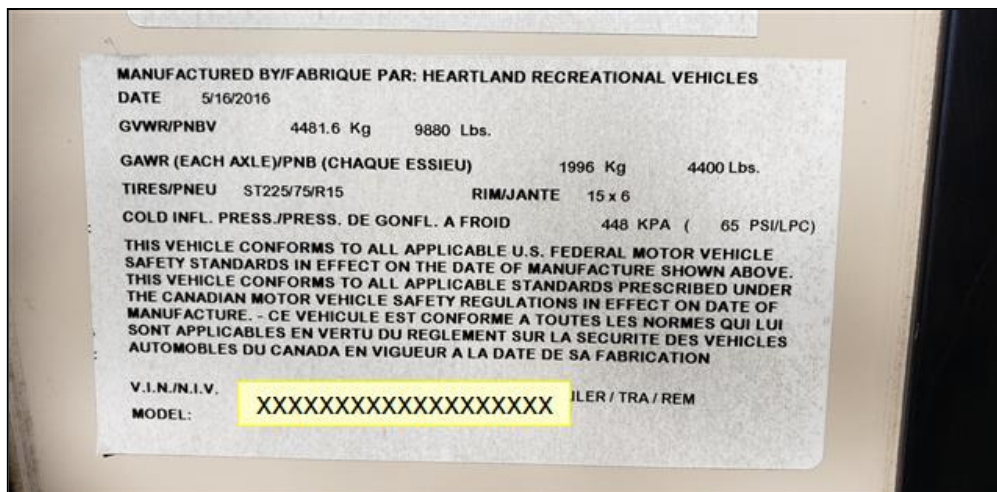 MANUFACTURED BY/FABRIQUE PAR: HEARTLAND RECREATIONAL VEHICLES
DATE 5/16/2016
GVWR/PNBV 4481.6 Kg 9880 Lbs.
GAWR (EACH AXLE)/PNB (CHAQUE ESSIEU) 1996 Kg 4400 Lbs.
TIRES/PNEU ST225/75/R15 RIM/JANTE 15 x 6
COLD INFL. PRESS./PRESS. DE GONFL. A FROID 448 KPA ( 65 PSI/LPC)
THIS VEHICLE CONFORMS TO ALL APPLICABLE U.S. FEDERAL MOTOR VEHICLE
SAFETY STANDARDS IN EFFECT ON THE DATE OF MANUFACTURE SHOWN ABOVE.
THIS VEHICLE CONFORMS TO ALL APPLICABLE STANDARDS PRESCRIBED UNDER
THE CANADIAN MOTOR VEHICLE SAFETY REGULATIONS IN EFFECT ON DATE OF
MANUFACTURE. - CE VEHICULE EST CONFORME A TOUTES LES NORMES QUI LUI
SONT APPLICABLES EN VERTU DU REGLEMENT SUR LA SECURITE DES VEHICLES
AUTOMOBLES DU CANADA EN VIGUEUR A LA DATE DE SA FABRICATION
V.I.N./N.I.V. ILER / TRA / REM
MODEL: XXXXXXXXXXXXXXXXXXX